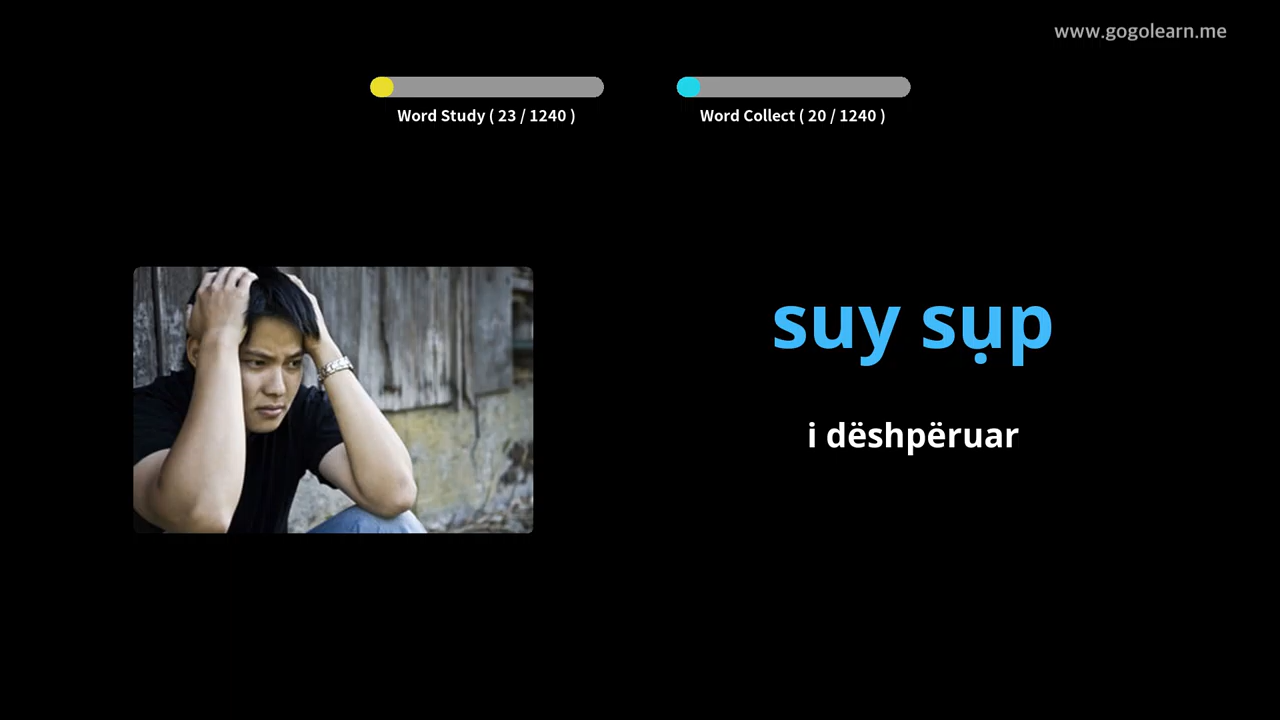 www.gogolearn.me
Word Study ( 23 / 1240 )
Word Collect ( 20 / 1240 )
suy sụp
i dëshpëruar